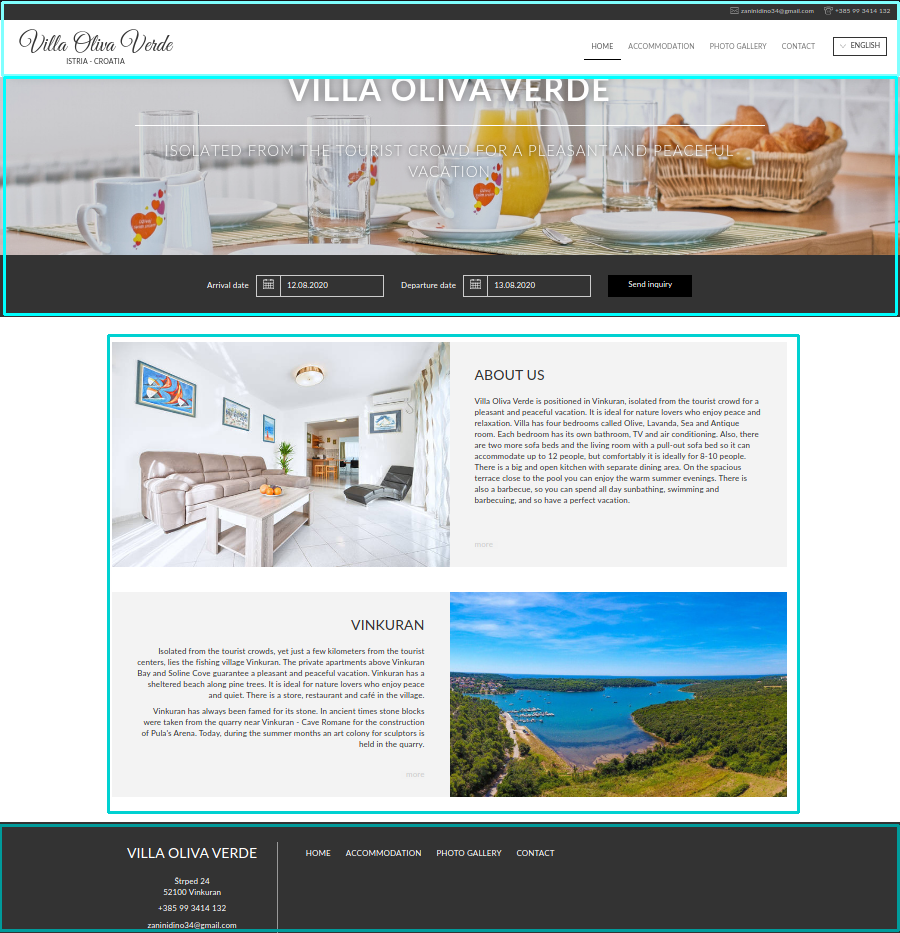 zaninidino34@gmail.com +385 99 3414 132
Villa Oliva Verde
ISTRIA - CROATIA
HOME ACCOMMODATION PHOTO GALLERY CONTACT ENGLISH
VILLA OLIVA VERDE
ISOLATED FROM THE TOURIST CROWD FOR A PLEASANT AND PEACEFUL
VACATION
Arrival date 12.08.2020 Departure date 13.08.2020 Send inquiry
ABOUT US
Villa Oliva Verde is positioned in Vinkuran, isolated from the tourist crowd for a
pleasant and peaceful vacation. It is ideal for nature lovers who enjoy peace and
relaxation. Villa has four bedrooms called Olive, Lavanda, Sea and Antique
room. Each bedroom has its own bathroom, TV and air conditioning. Also, there
are two more sofa beds and the living room with a pull-out sofa bed so it can
accommodate up to 12 people, but comfortably it is ideally for 8-10 people.
There is a big and open kitchen with separate dining area. On the spacious
terrace close to the pool you can enjoy the warm summer evenings. There is
also a barbecue, so you can spend all day sunbathing, swimming and
barbecuing, and so have a perfect vacation.
more
VINKURAN
Isolated from the tourist crowds, yet just a few kilometers from the tourist
centers, lies the fishing village Vinkuran. The private apartments above Vinkuran
Bay and Soline Cove guarantee a pleasant and peaceful vacation. Vinkuran has a
sheltered beach along pine trees. It is ideal for nature lovers who enjoy peace
and quiet. There is a store, restaurant and café in the village.
Vinkuran has always been famed for its stone. In ancient times stone blocks
were taken from the quarry near Vinkuran - Cave Romane for the construction
of Pula's Arena. Today, during the summer months an art colony for sculptors is
held in the quarry.
more
VILLA OLIVA VERDE
HOME ACCOMMODATION PHOTO GALLERY CONTACT
Štrped 24
52100 Vinkuran
+385 99 3414 132
zaninidino34@gmail.com